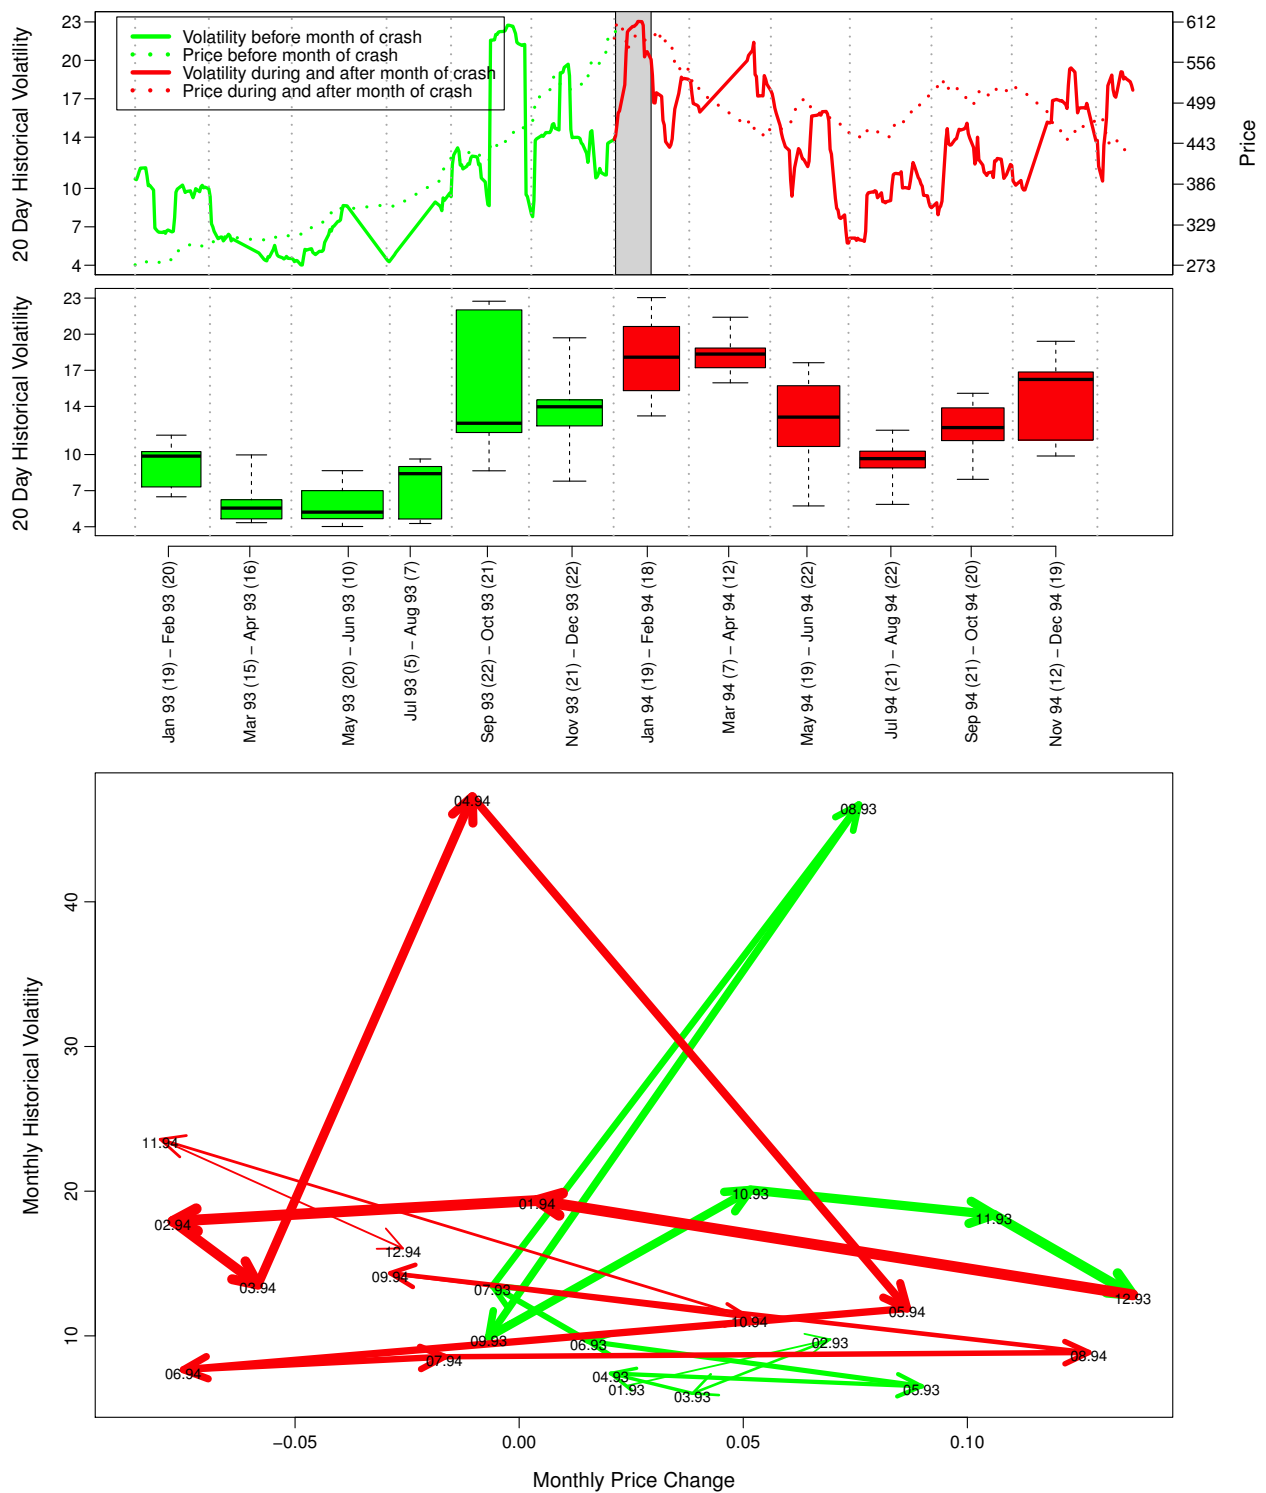 Volatility before month of crash
Price before month of crash
Volatility during and after month of crash
Price during and after month of crash
20 Day Historical Volatility
23
20
17
14
10
7
4
612
556
499
443
386
329
273
Price
20 Day Historical Volatility
23
20
17
14
10
7
4
Jan 93 (19) − Feb 93 (20)
Mar 93 (15) − Apr 93 (16)
May 93 (20) − Jun 93 (10)
Jul 93 (5) − Aug 93 (7)
Sep 93 (22) − Oct 93 (21)
Nov 93 (21) − Dec 93 (22)
Jan 94 (19) − Feb 94 (18)
Mar 94 (7) − Apr 94 (12)
May 94 (19) − Jun 94 (22)
Jul 94 (21) − Aug 94 (22)
Sep 94 (21) − Oct 94 (20)
Nov 94 (12) − Dec 94 (19)
Monthly Historical Volatility
40
30
20
10
04.94
08.93
11.94
10.93
01.94
11.93
02.94
12.94
09.94
03.94
07.93
12.93
05.94
10.94
09.93
06.93
02.93
07.94
08.94
06.94
04.93
01.93
03.93
05.93
−0.05
0.00
0.05
0.10
Monthly Price Change